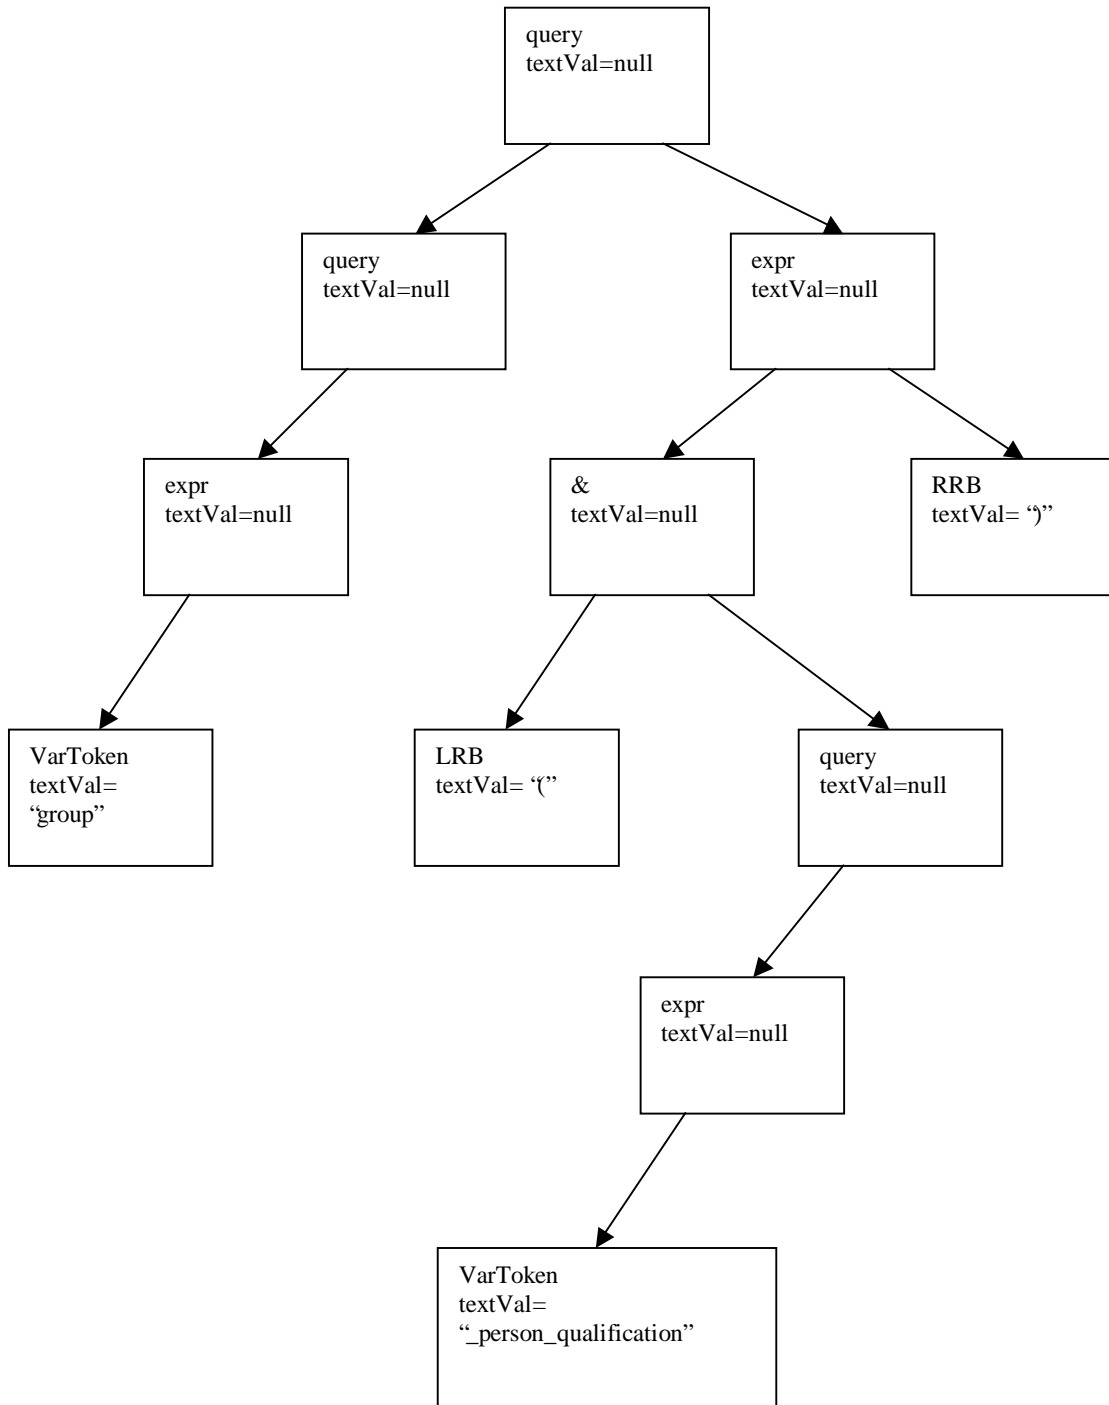 query
textVal=null
query
textVal=null
expr
textVal=null
expr
textVal=null
&
textVal=null
RRB
textVal= “)”
VarToken
textVal=
“group”
LRB
textVal= “(”
query
textVal=null
expr
textVal=null
VarToken
textVal=
“_person_qualification”